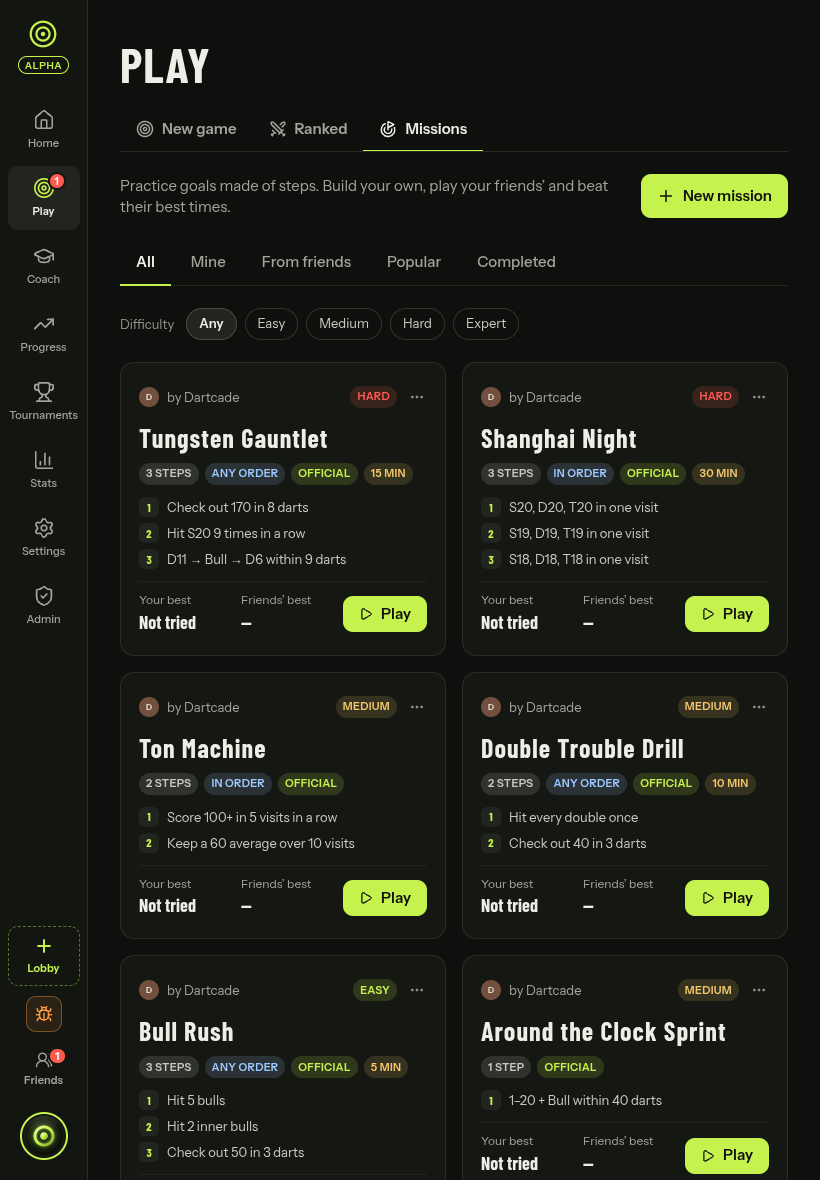 ALPHA
Home
1
Play
Coach
Progress
Tournaments
Stats
Settings
Admin
Lobby
1
Friends
PLAY
New game
Ranked
Missions
Practice goals made of steps. Build your own, play your friends’ and beat
their best times.
New mission
All
Mine
From friends
Popular
Completed
Difficulty
Any
Easy
Medium
Hard
Expert
D by Dartcade HARD
Tungsten Gauntlet
3 STEPS ANY ORDER OFFICIAL 15 MIN
1 Check out 170 in 8 darts
2 Hit S20 9 times in a row
3 D11 → Bull → D6 within 9 darts
Your best Friends’ best
Not tried – Play
D by Dartcade HARD
Shanghai Night
3 STEPS IN ORDER OFFICIAL 30 MIN
1 S20, D20, T20 in one visit
2 S19, D19, T19 in one visit
3 S18, D18, T18 in one visit
Your best Friends’ best
Not tried – Play
D by Dartcade MEDIUM
Ton Machine
2 STEPS IN ORDER OFFICIAL
1 Score 100+ in 5 visits in a row
2 Keep a 60 average over 10 visits
Your best Friends’ best
Not tried – Play
D by Dartcade MEDIUM
Double Trouble Drill
2 STEPS ANY ORDER OFFICIAL 10 MIN
1 Hit every double once
2 Check out 40 in 3 darts
Your best Friends’ best
Not tried – Play
D by Dartcade EASY
Bull Rush
3 STEPS ANY ORDER OFFICIAL 5 MIN
1 Hit 5 bulls
2 Hit 2 inner bulls
3 Check out 50 in 3 darts
D by Dartcade MEDIUM
Around the Clock Sprint
1 STEP OFFICIAL
1 1–20 + Bull within 40 darts
Your best Friends’ best
Not tried – Play